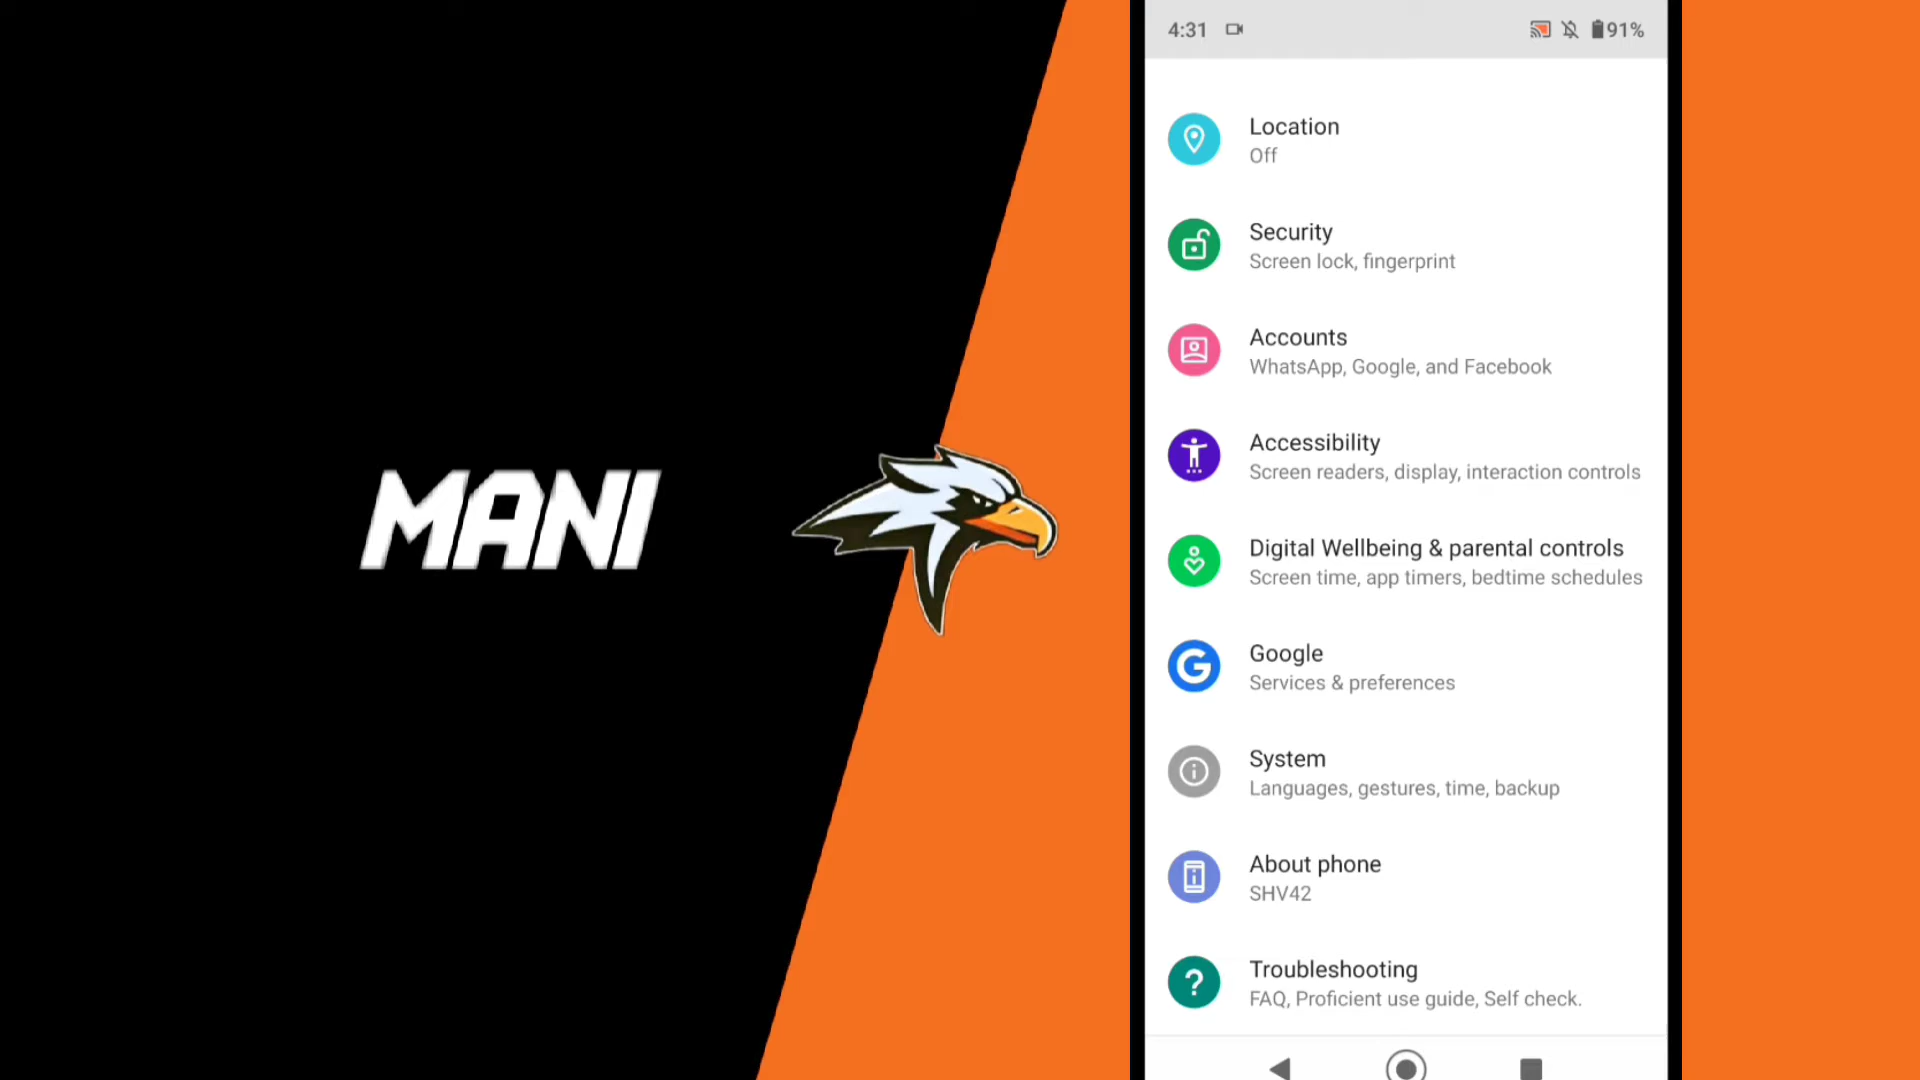 MANI
4:31
91%
Location
Off
Security
Screen lock, fingerprint
Accounts
WhatsApp, Google, and Facebook
Accessibility
Screen readers, display, interaction controls
Digital Wellbeing & parental controls
Screen time, app timers, bedtime schedules
Google
Services & preferences
System
Languages, gestures, time, backup
About phone
SHV42
Troubleshooting
FAQ, Proficient use guide, Self check.